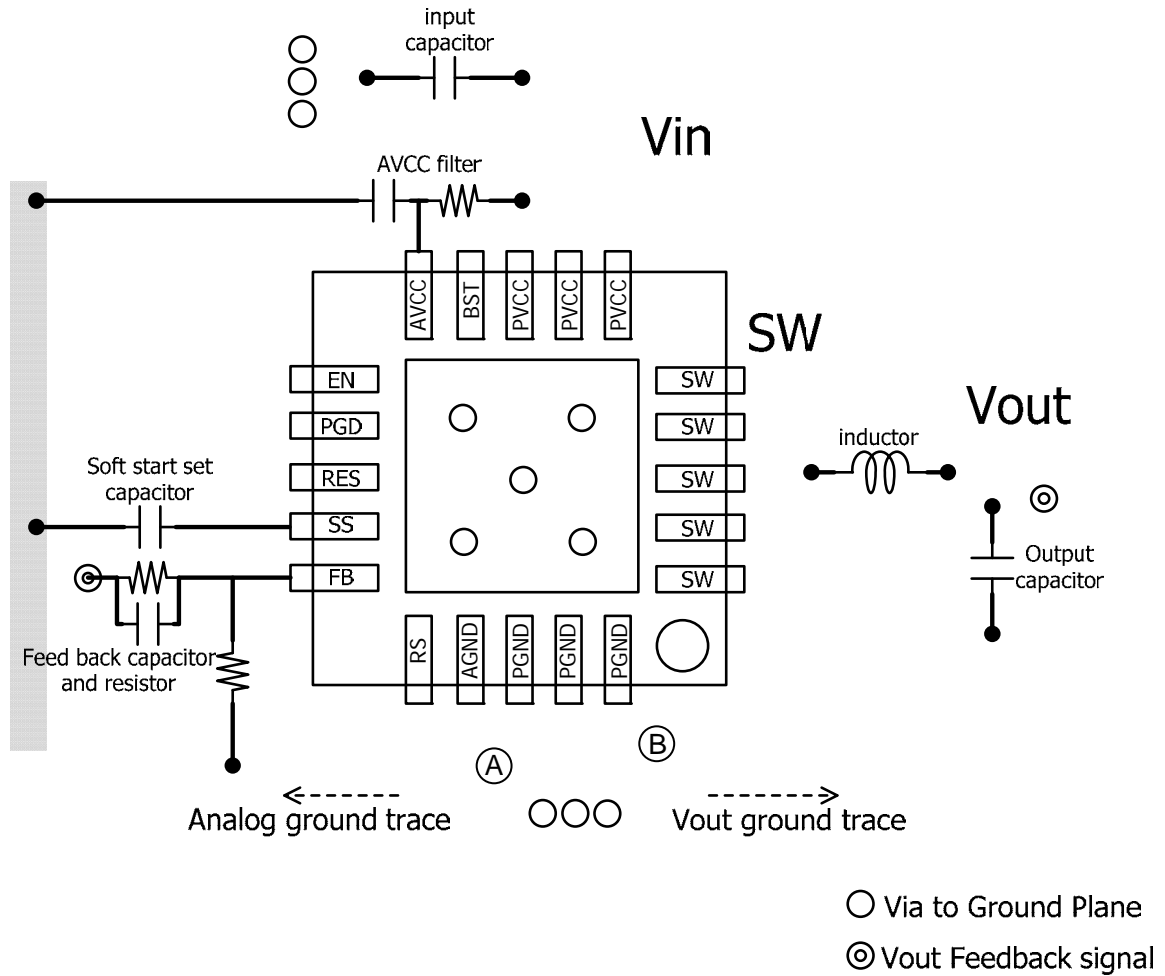 input
capacitor
Vin
AVCC filter
AVCC
BST
PVCC
PVCC
PVCC
SW
EN
PGD
RES
SS
FB
SW
SW
SW
SW
SW
Vout
inductor
Soft start set
capacitor
Output
capacitor
Feed back capacitor
and resistor
RS
AGND
PGND
PGND
PGND
A
B
Analog ground trace
Vout ground trace
Via to Ground Plane
Vout Feedback signal